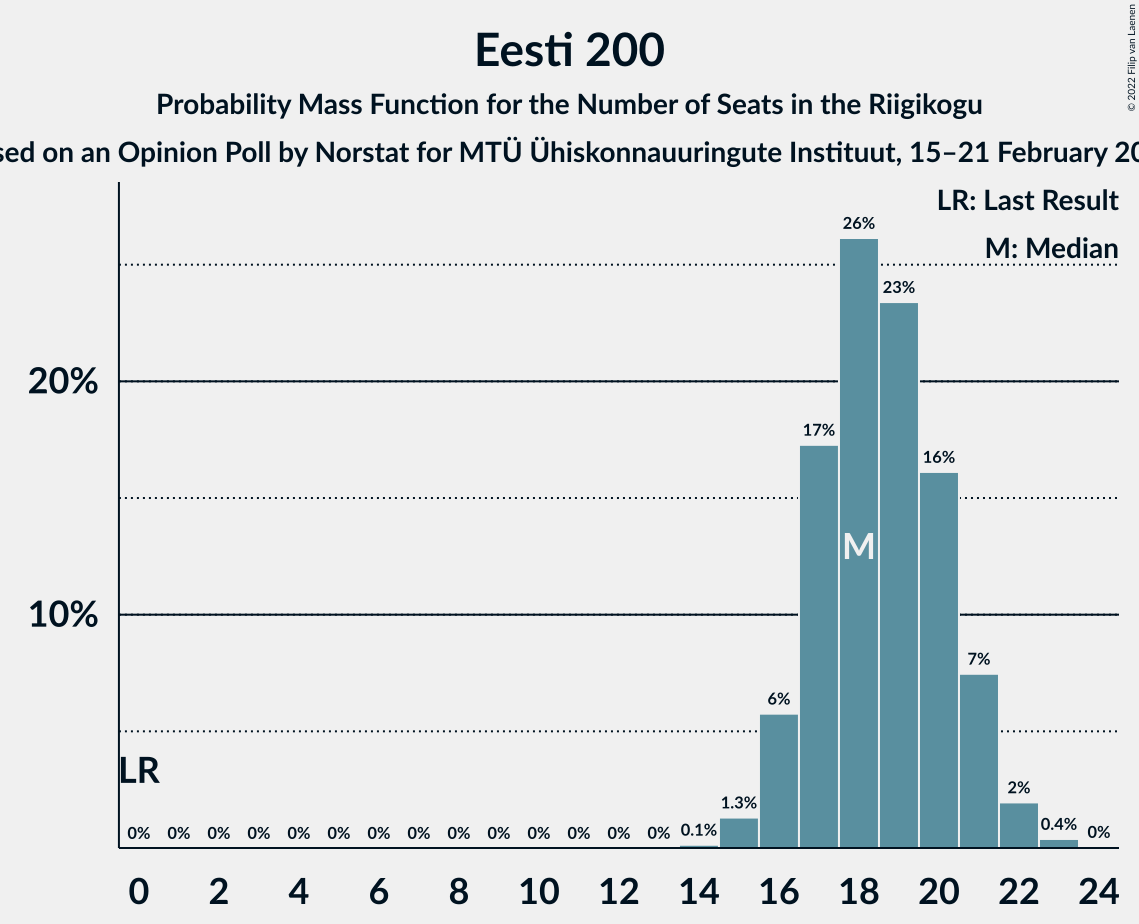 Eesti 200
Probability Mass Function for the Number of Seats in the Riigikogu
on an Opinion Poll by Norstat for MTÜ Ühiskonnauuringute Instituut, 15–21 February
© 2022 Filip van Laenen
LR: Last Result
M: Median
20%
10%
26%
23%
17%
16%
7%
6%
2%
1.3%
0.4%
0.1%
M
LR
0% 0% 0% 0% 0% 0% 0% 0% 0% 0% 0% 0% 0% 0% 0%
0 2 4 6 8 10 12 14 16 18 20 22 24